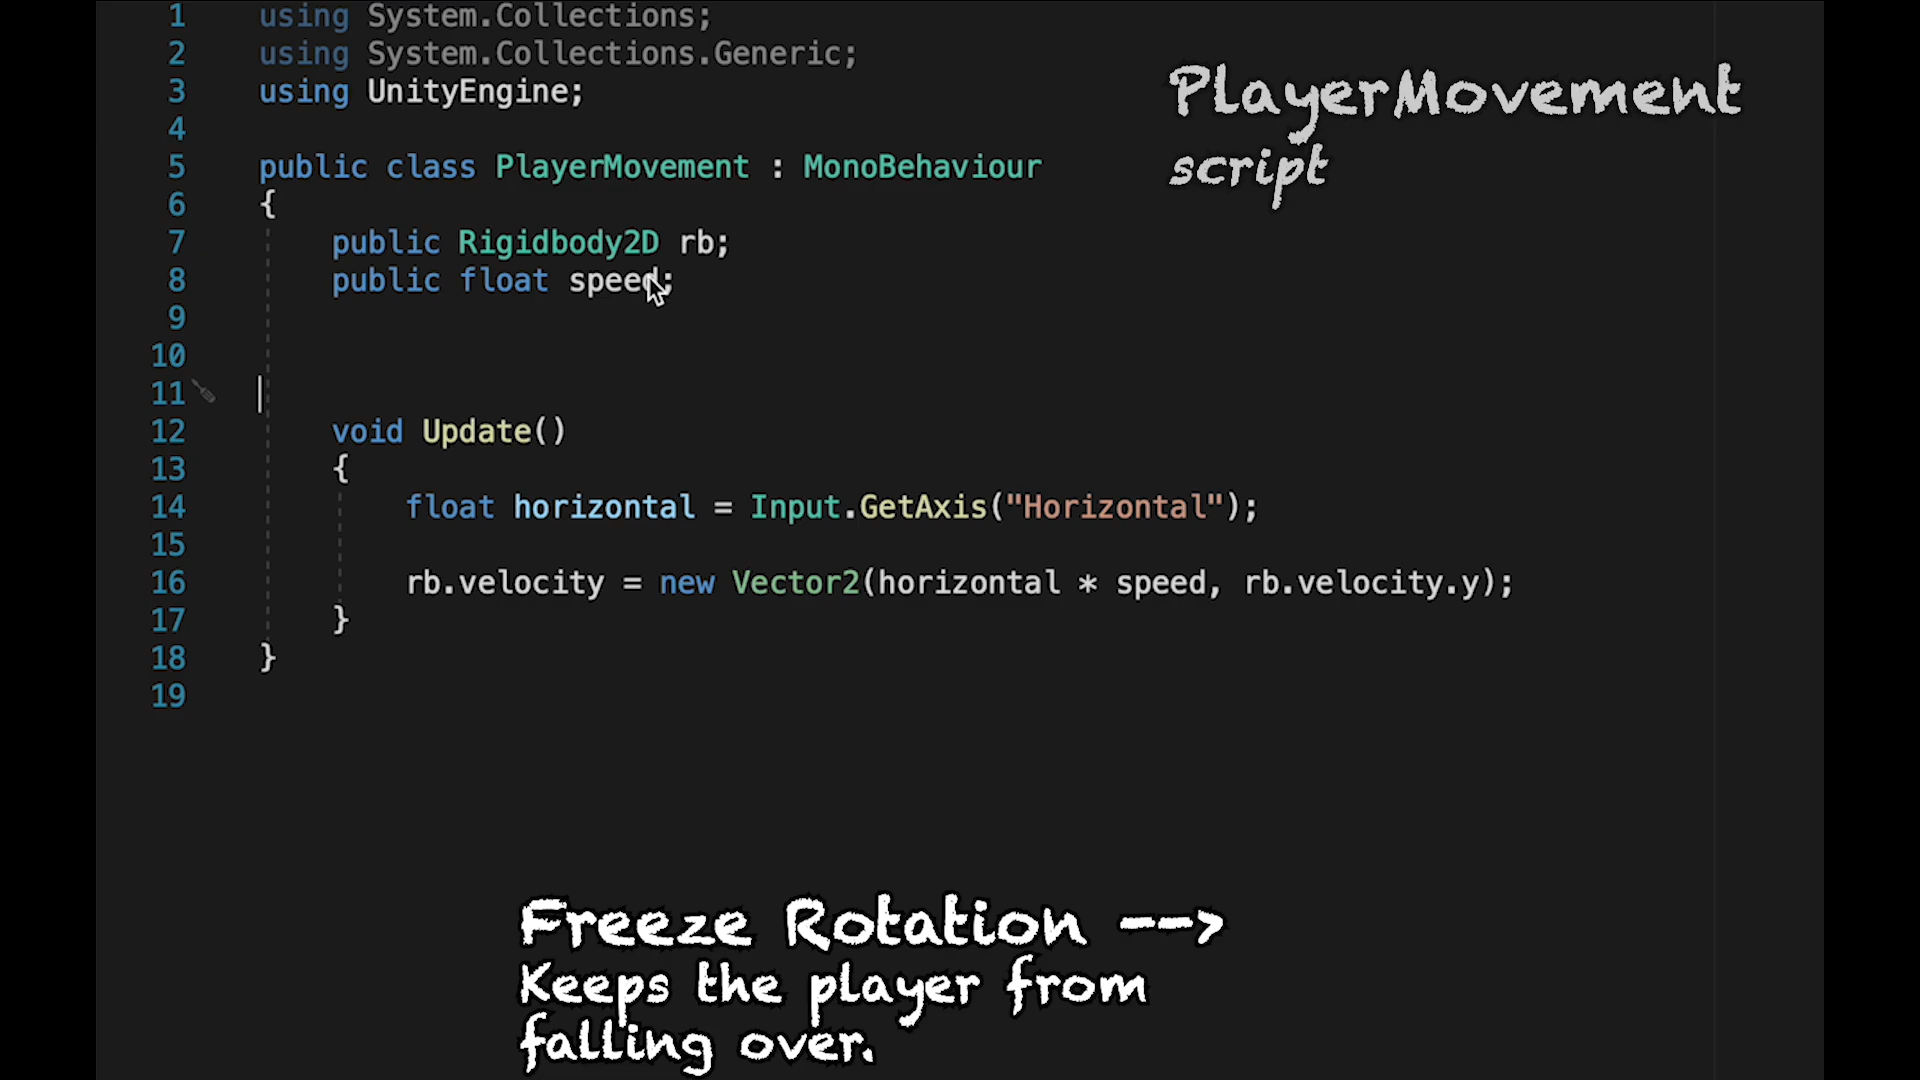 1 using System.Collections;
2 using System.Collections.Generic;
3 using UnityEngine;
4
5 public class PlayerMovement : MonoBehaviour
6 {
7 public Rigidbody2D rb;
8 public float speed;
9
10
11
12 void Update()
13 {
14 float horizontal = Input.GetAxis("Horizontal");
15
16 rb.velocity = new Vector2(horizontal * speed, rb.velocity.y);
17 }
18 }
19
PlayerMovement
script
Freeze Rotation -->
Keeps the player from
falling over.